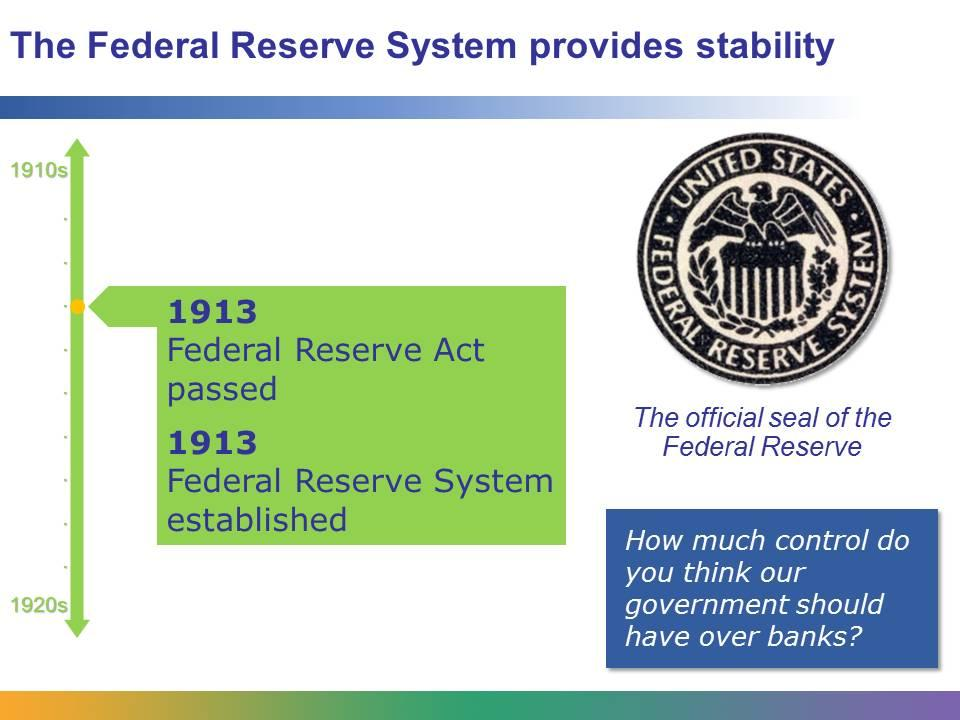 The Federal Reserve System provides stability
1910s
1913
Federal Reserve Act
passed
1913
Federal Reserve System
established
1920s
UNITED STATES
FEDERAL RESERVE SYSTEM
The official seal of the
Federal Reserve
How much control do
you think our
government should
have over banks?